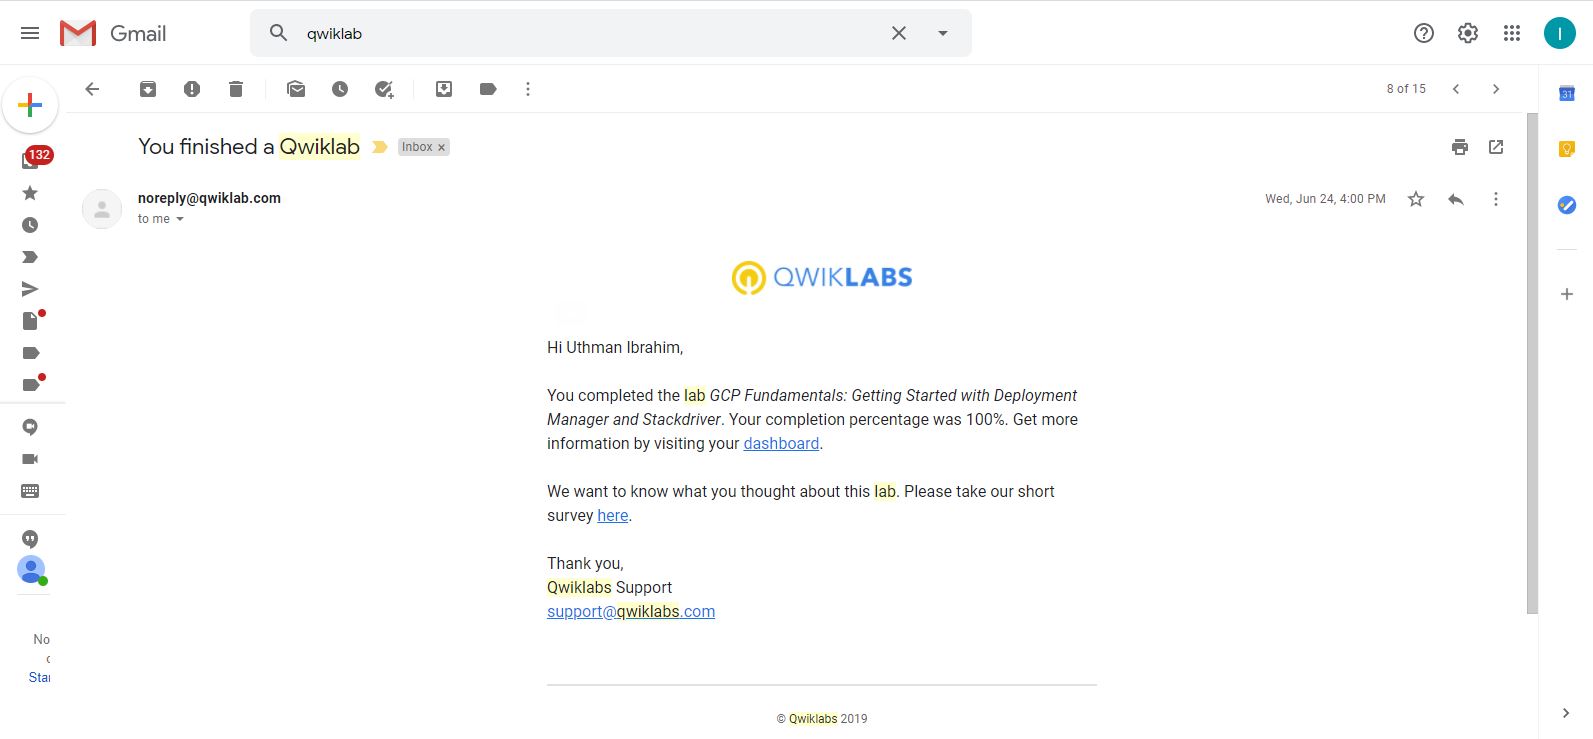 Gmail
qwiklab
I
8 of 15
31
132
You finished a Qwiklab
Inbox ×
noreply@qwiklab.com
Wed, Jun 24, 4:00 PM
to me
QWIKLABS
Hi Uthman Ibrahim,
You completed the lab GCP Fundamentals: Getting Started with Deployment
Manager and Stackdriver. Your completion percentage was 100%. Get more
information by visiting your dashboard.
We want to know what you thought about this lab. Please take our short
survey here.
Thank you,
Qwiklabs Support
support@qwiklabs.com
No
Star
© Qwiklabs 2019